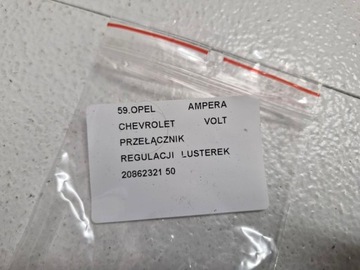 59.OPEL AMPERA
CHEVROLET VOLT
PRZEŁĄCZNIK
REGULACJI LUSTEREK
20862321 50